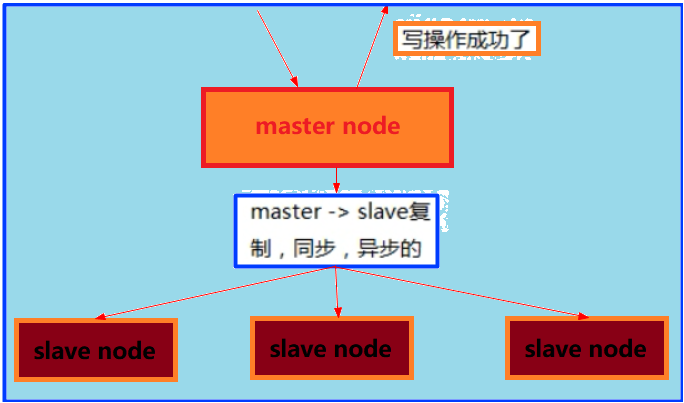 写操作成功了
master node
master -> slave复
制，同步，异步的
slave node
slave node
slave node